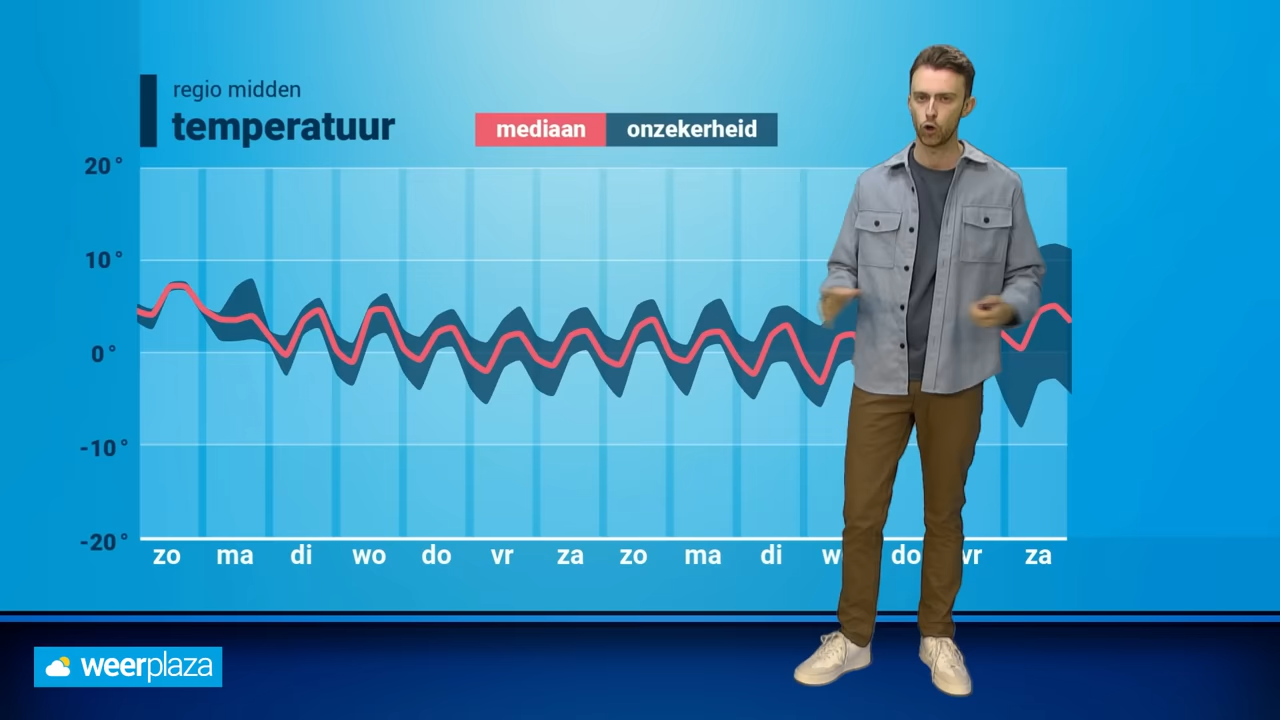 regio midden
temperatuur
mediaan onzekerheid
20°
10°
0°
-10°
-20°
zo ma di wo do vr za zo ma di w do vr za
weerplaza